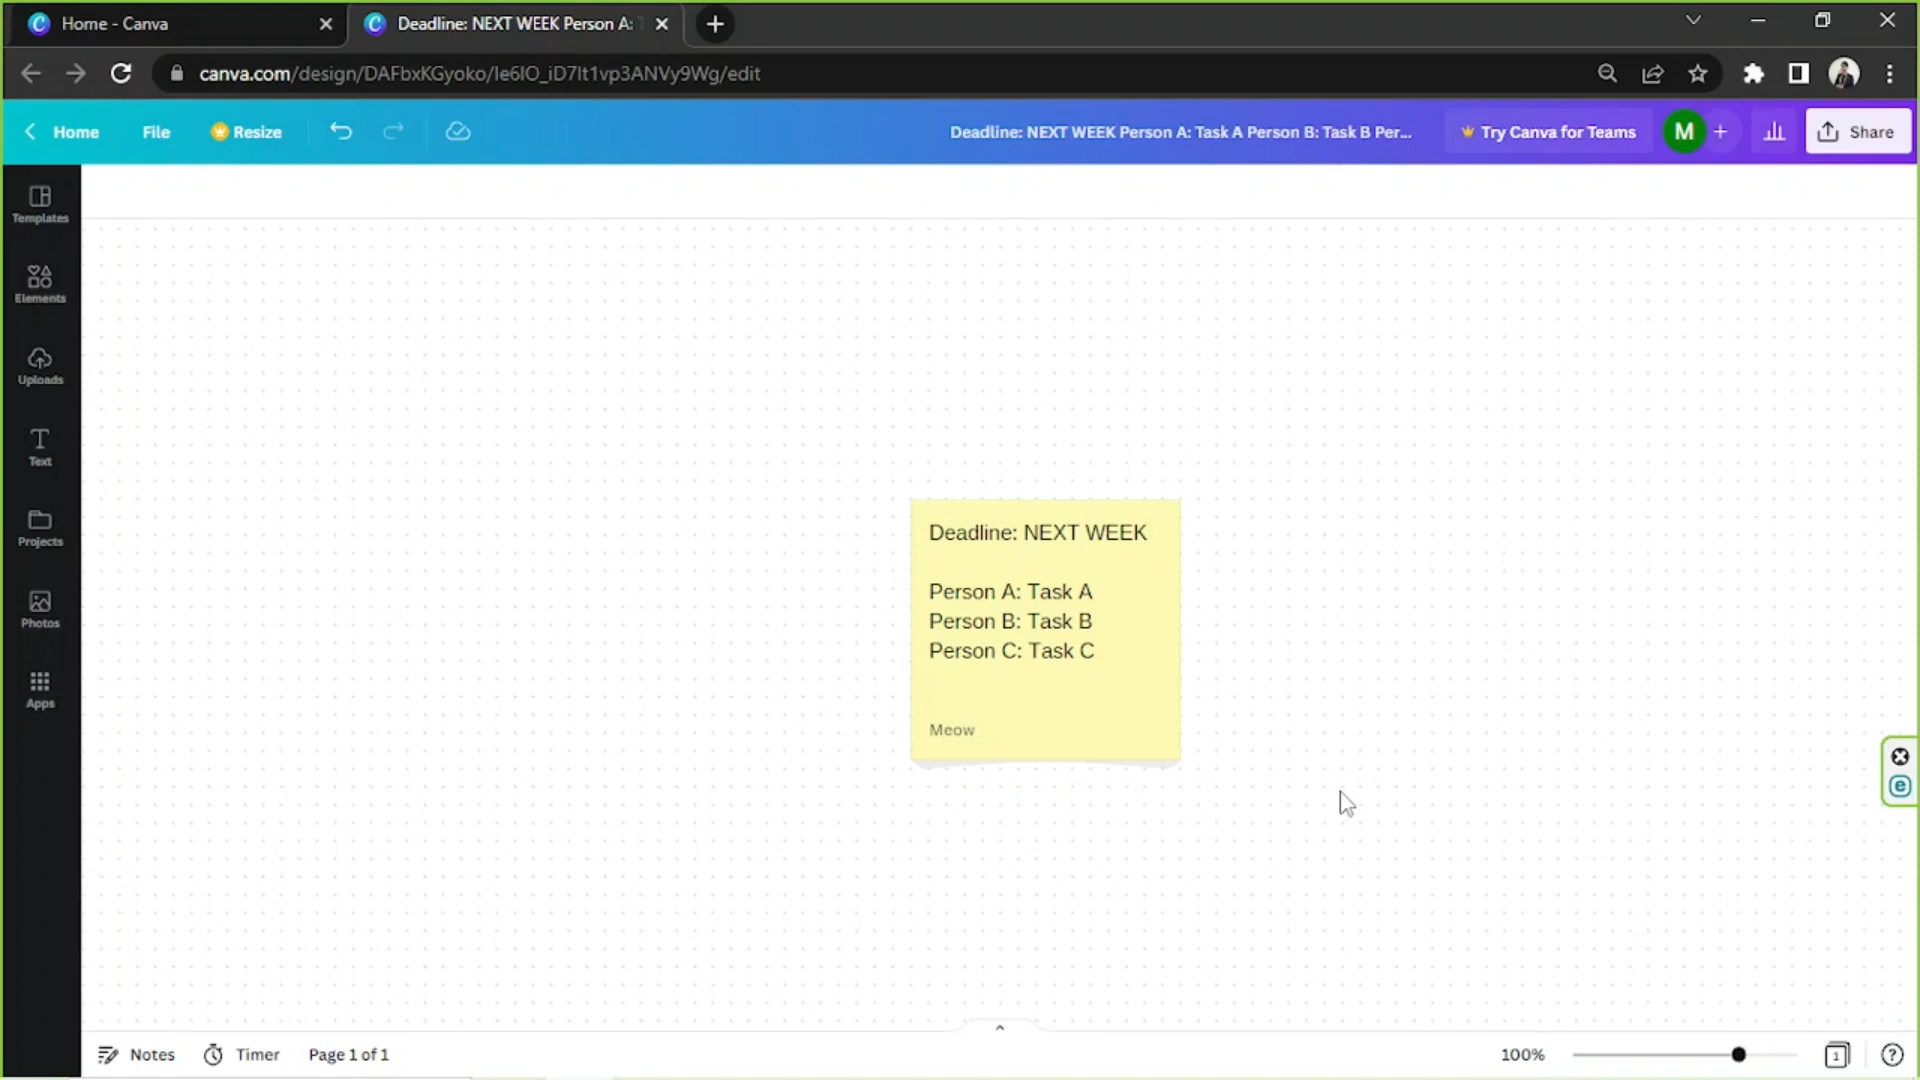 Home - Canva
Deadline: NEXT WEEK Person A:
canva.com/design/DAFbxKGyoko/Ie6lO_iD7It1vp3ANVy9Wg/edit
Home File Resize
Deadline: NEXT WEEK Person A: Task A Person B: Task B Per...
Try Canva for Teams
M
Share
Templates
Elements
Uploads
Text
Projects
Photos
Apps
Deadline: NEXT WEEK
Person A: Task A
Person B: Task B
Person C: Task C
Meow
Notes Timer Page 1 of 1
100%
1